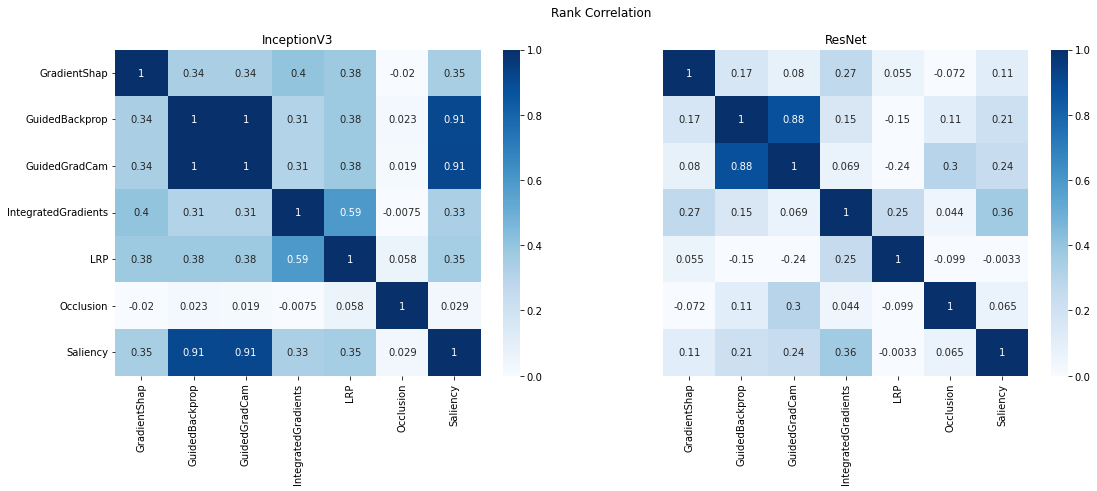 Rank Correlation
InceptionV3
GradientShap 1 0.34 0.34 0.4 0.38 -0.02 0.35
GuidedBackprop 0.34 1 1 0.31 0.38 0.023 0.91
GuidedGradCam 0.34 1 1 0.31 0.38 0.019 0.91
IntegratedGradients 0.4 0.31 0.31 1 0.59 -0.0075 0.33
LRP 0.38 0.38 0.38 0.59 1 0.058 0.35
Occlusion -0.02 0.023 0.019 -0.0075 0.058 1 0.029
Saliency 0.35 0.91 0.91 0.33 0.35 0.029 1
GradientShap
GuidedBackprop
GuidedGradCam
IntegratedGradients
LRP
Occlusion
Saliency
1.0
0.8
0.6
0.4
0.2
0.0
ResNet
1 0.17 0.08 0.27 0.055 -0.072 0.11
0.17 1 0.88 0.15 -0.15 0.11 0.21
0.08 0.88 1 0.069 -0.24 0.3 0.24
0.27 0.15 0.069 1 0.25 0.044 0.36
0.055 -0.15 -0.24 0.25 1 -0.099 -0.0033
-0.072 0.11 0.3 0.044 -0.099 1 0.065
0.11 0.21 0.24 0.36 -0.0033 0.065 1
GradientShap
GuidedBackprop
GuidedGradCam
IntegratedGradients
LRP
Occlusion
Saliency
1.0
0.8
0.6
0.4
0.2
0.0